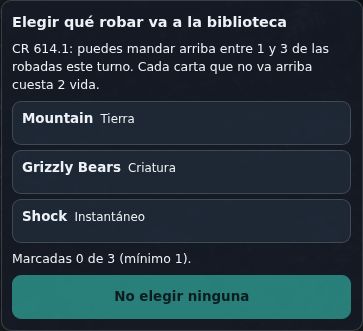 Elegir qué robar va a la biblioteca
CR 614.1: puedes mandar arriba entre 1 y 3 de las
robadas este turno. Cada carta que no va arriba
cuesta 2 vida.
Mountain Tierra
Grizzly Bears Criatura
Shock Instantáneo
Marcadas 0 de 3 (mínimo 1).
No elegir ninguna